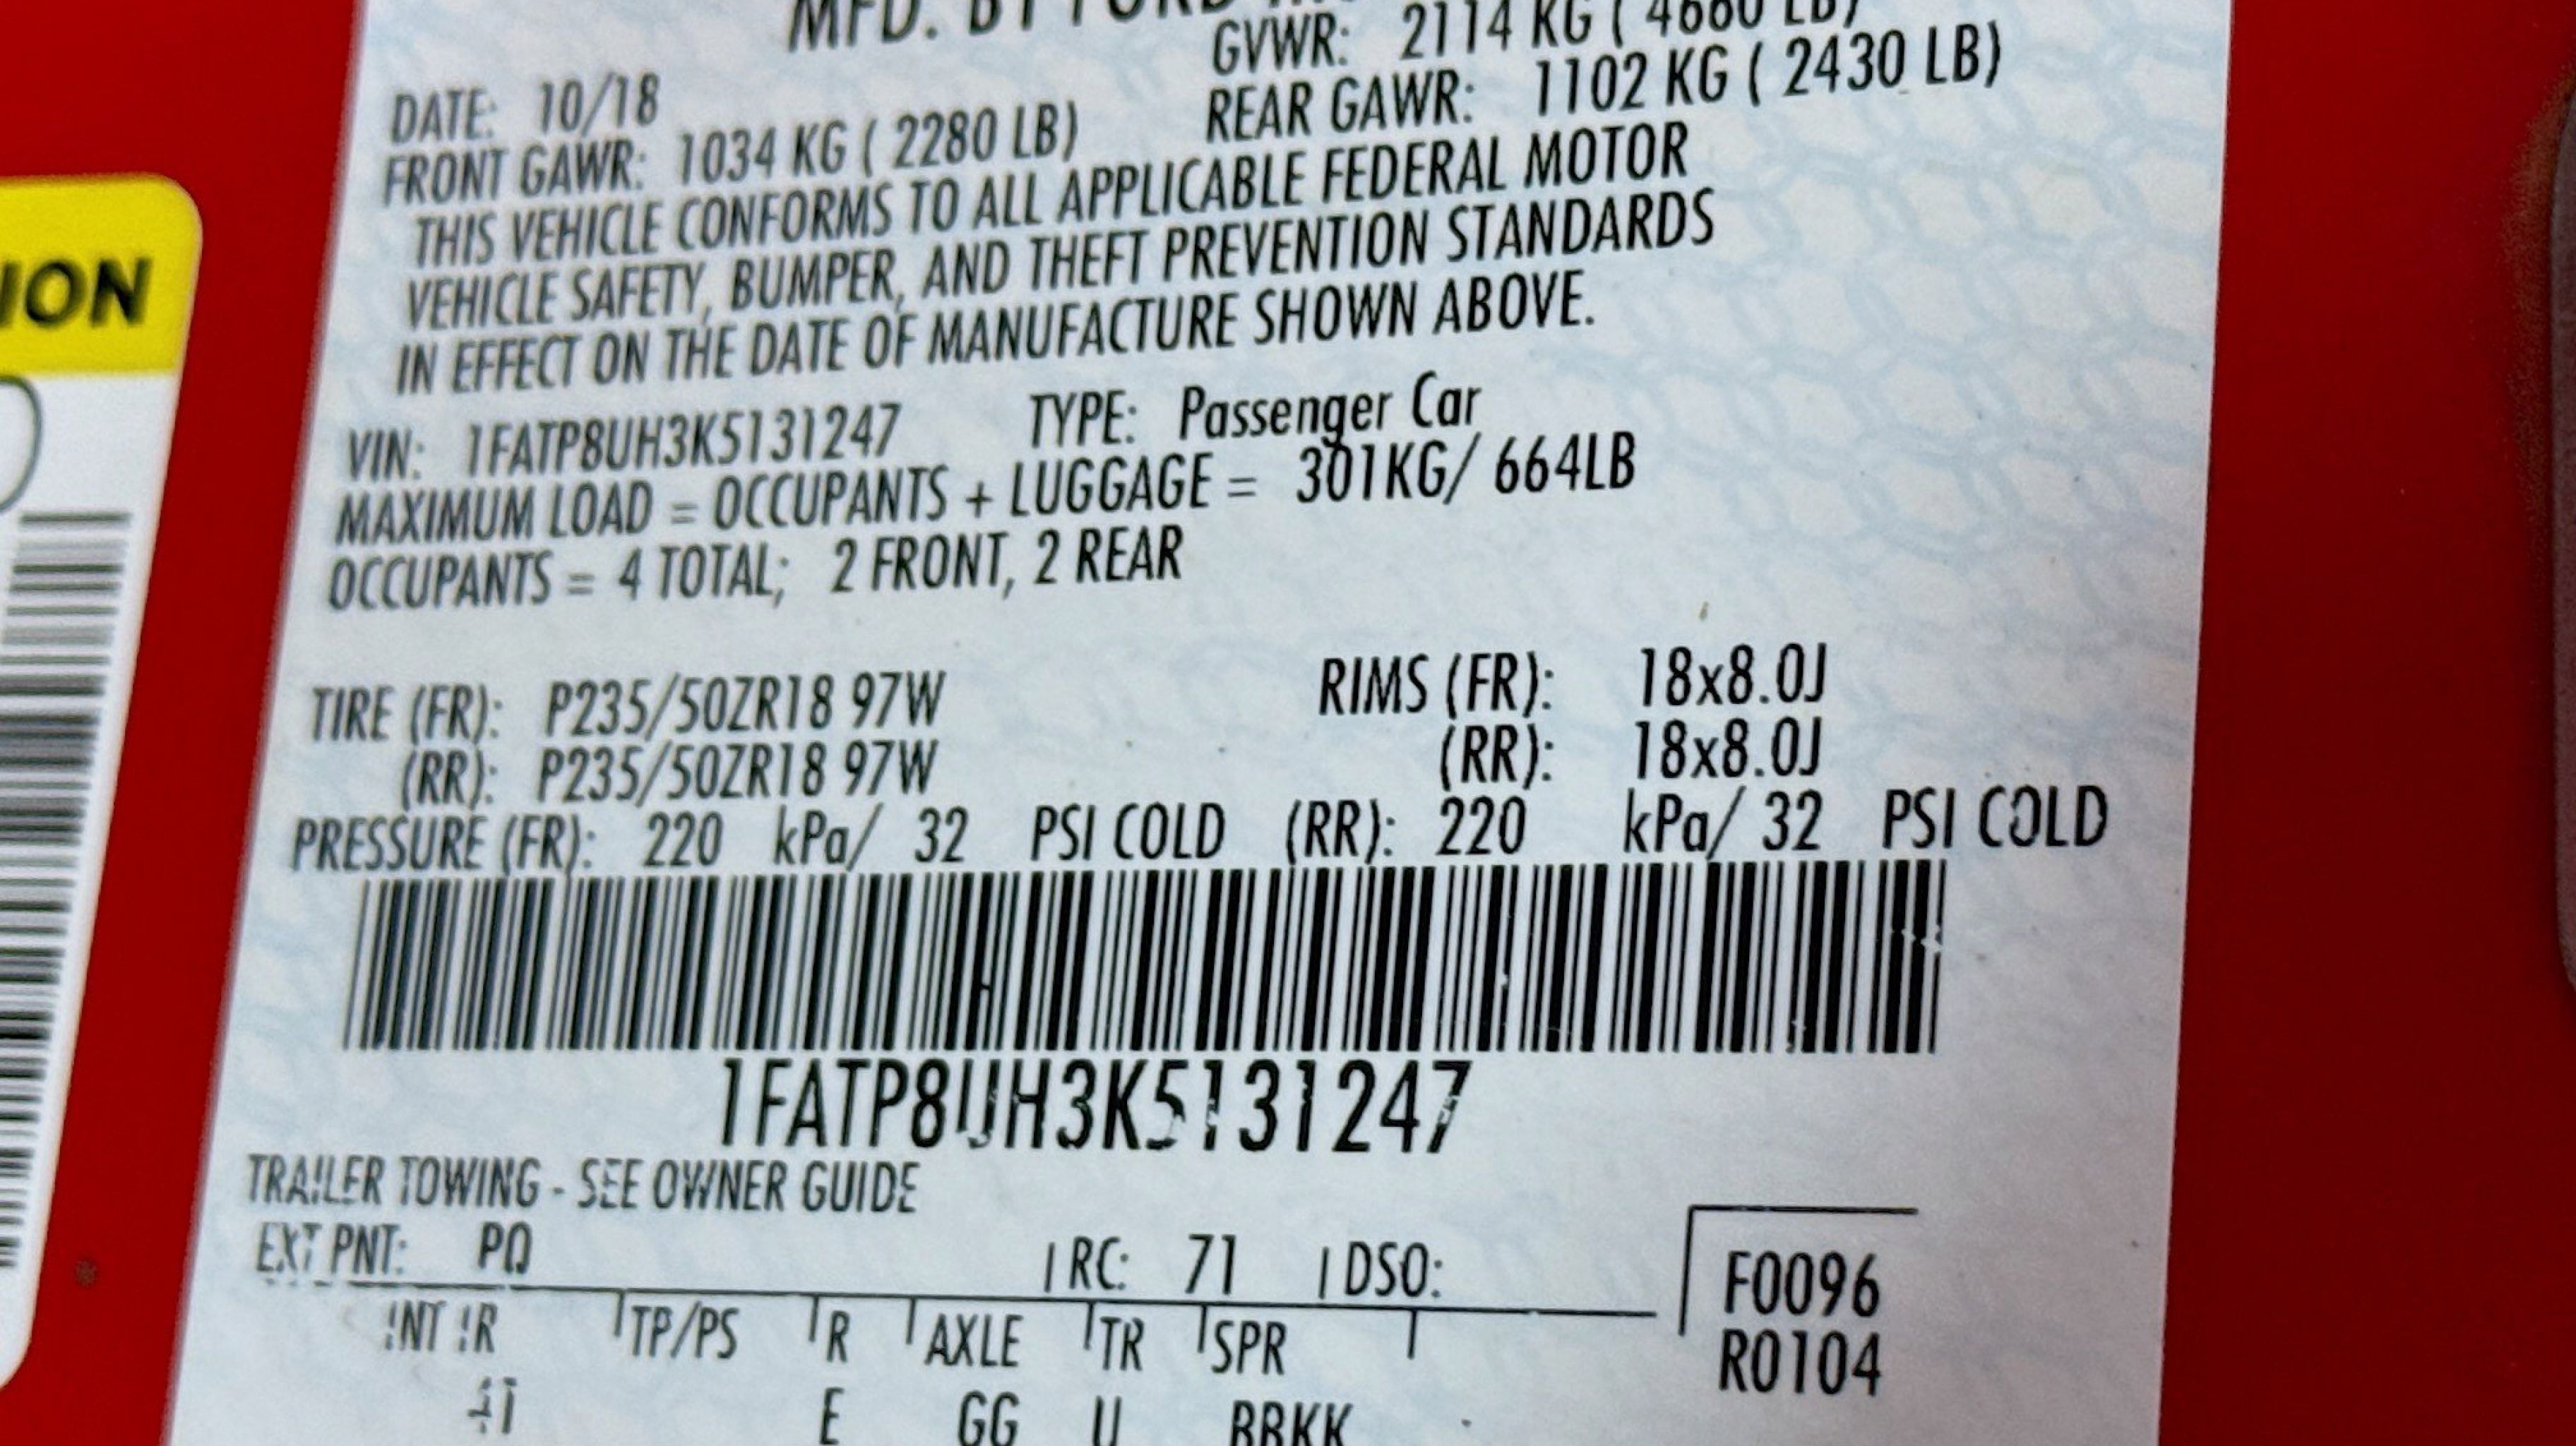 MFD. BY FORD
GVWR: 2114 KG ( 4680 LB)
DATE: 10/18
FRONT GAWR: 1034 KG ( 2280 LB) REAR GAWR: 1102 KG ( 2430 LB)
THIS VEHICLE CONFORMS TO ALL APPLICABLE FEDERAL MOTOR
VEHICLE SAFETY, BUMPER, AND THEFT PREVENTION STANDARDS
IN EFFECT ON THE DATE OF MANUFACTURE SHOWN ABOVE.
VIN: 1FATP8UH3K5131247 TYPE: Passenger Car
MAXIMUM LOAD = OCCUPANTS + LUGGAGE = 301KG/ 664LB
OCCUPANTS = 4 TOTAL; 2 FRONT, 2 REAR
TIRE (FR): P235/50ZR18 97W RIMS (FR): 18x8.0J
(RR): P235/50ZR18 97W (RR): 18x8.0J
PRESSURE (FR): 220 kPa/ 32 PSI COLD (RR): 220 kPa/ 32 PSI COLD
1FATP8UH3K5131247
TRAILER TOWING - SEE OWNER GUIDE
EXT PNT: PQ RC: 71 DSO:
INT TR TP/PS R AXLE TR SPR
E GG U BBKK
F0096
R0104
ION